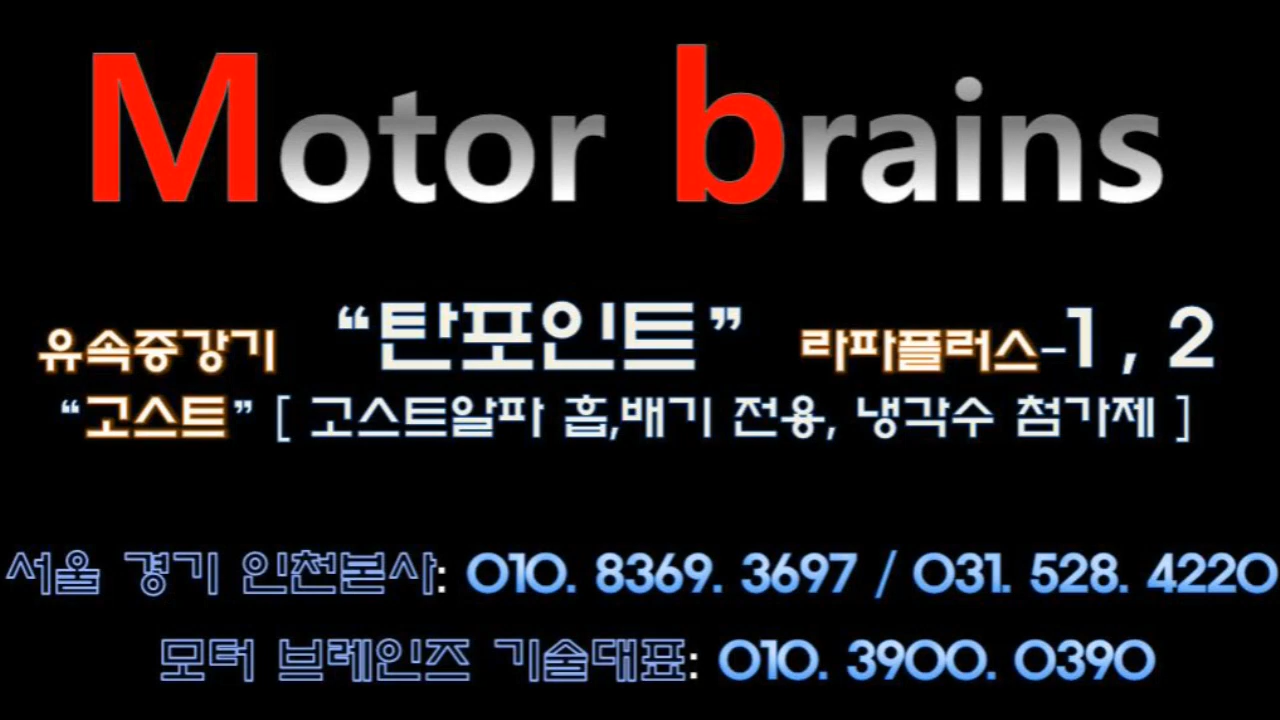 Motor brains
유속증강기 “탄포인트” 라파플러스-1 , 2
“고스트” [ 고스트알파 흡,배기 전용, 냉각수 첨가제 ]
서울 경기 인천본사: 010. 8369. 3697 / 031. 528. 4220
모터 브레인즈 기술대표: 010. 3900. 0390